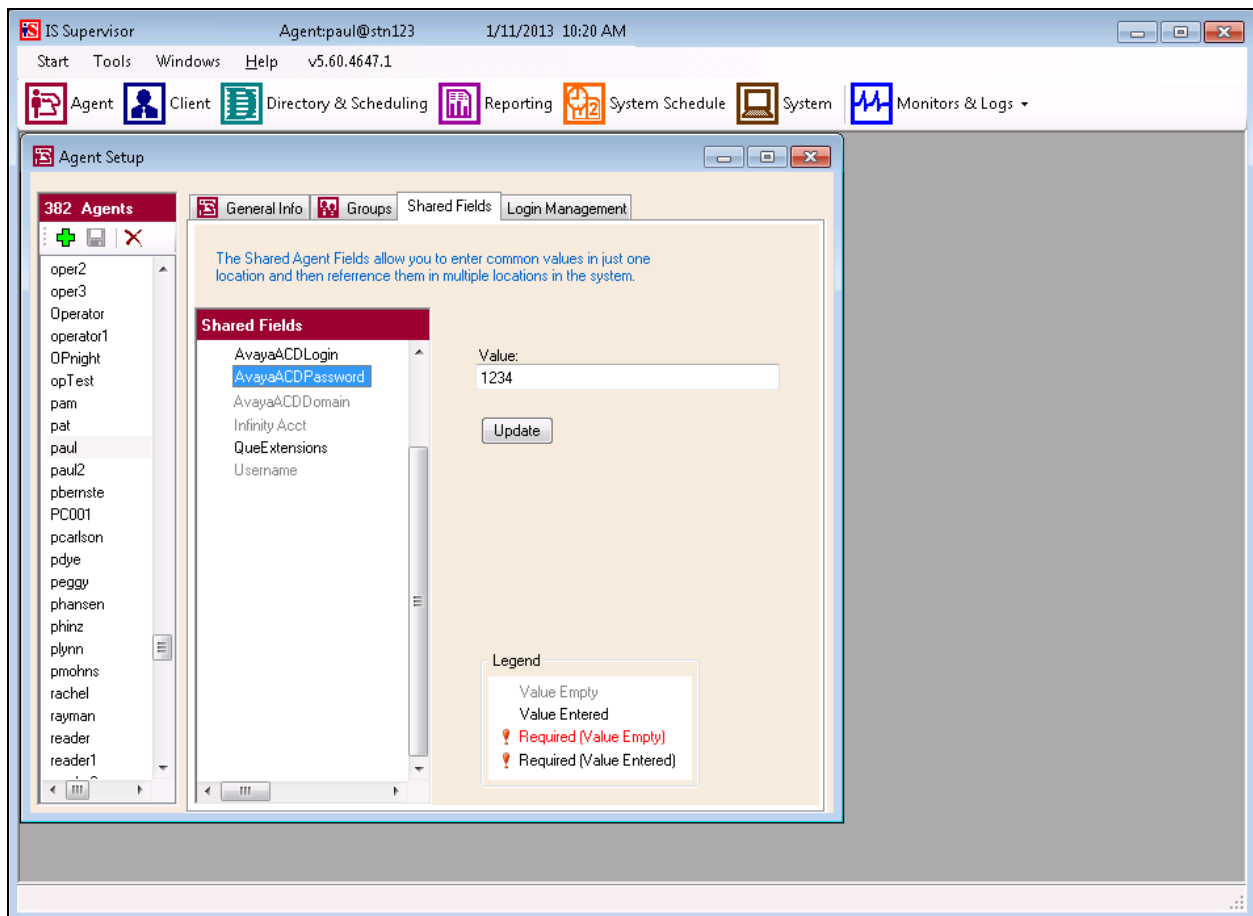 IS Supervisor Agent:paul@stn123 1/11/2013 10:20 AM
Start Tools Windows Help v5.60.4647.1
Agent Client Directory & Scheduling Reporting System Schedule System Monitors & Logs
Agent Setup
382 Agents
oper2
oper3
Operator
operator1
OPnight
opTest
pam
pat
paul
paul2
pbernste
PC001
pcarlson
pdye
peggy
phansen
phinz
plynn
pmohns
rachel
rayman
reader
reader1
General Info Groups Shared Fields Login Management
The Shared Agent Fields allow you to enter common values in just one
location and then referrence them in multiple locations in the system.
Shared Fields
AvayaACDLogin
AvayaACDPassword
AvayaACDDomain
Infinity Acct
QueExtensions
Username
Value:
1234
Update
Legend
Value Empty
Value Entered
Required (Value Empty)
Required (Value Entered)